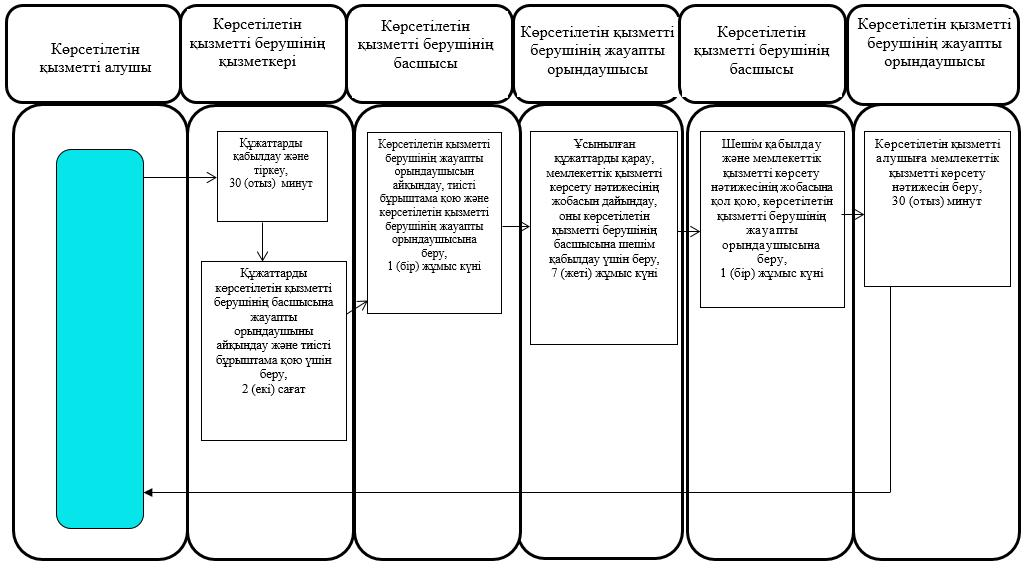 Көрсетілетін
қызметті алушы
Көрсетілетін
қызметті берушінің
қызметкері
Көрсетілетін
қызметті берушінің
басшысы
Көрсетілетін қызметті
берушінің жауапты
орындаушысы
Көрсетілетін
қызметті берушінің
басшысы
Көрсетілетін қызметті
берушінің жауапты
орындаушысы
Құжаттарды
қабылдау және
тіркеу,
30 (отыз) минут
Құжаттарды
көрсетілетін қызметті
берушінің басшысына
жауапты
орындаушыны
айқындау және тиісті
бұрыштама қою үшін
беру,
2 (екі) сағат
Көрсетілетін қызметті
берушінің жауапты
орындаушысын
айқындау, тиісті
бұрыштама қою және
көрсетілетін қызметті
берушінің жауапты
орындаушысына
беру,
1 (бір) жұмыс күні
Ұсынылған
құжаттарды қарау,
мемлекеттік қызметті
көрсету нәтижесінің
жобасын дайындау,
оны көрсетілетін
қызметті берушінің
басшысына шешім
қабылдау үшін беру,
7 (жеті) жұмыс күні
Шешім қабылдау
және мемлекеттік
қызметті көрсету
нәтижесінің жобасына
қол қою, көрсетілетін
қызметті берушінің
жауапты
орындаушысына
беру,
1 (бір) жұмыс күні
Көрсетілетін қызметті
алушыға мемлекеттік
қызметті көрсету
нәтижесін беру,
30 (отыз) минут